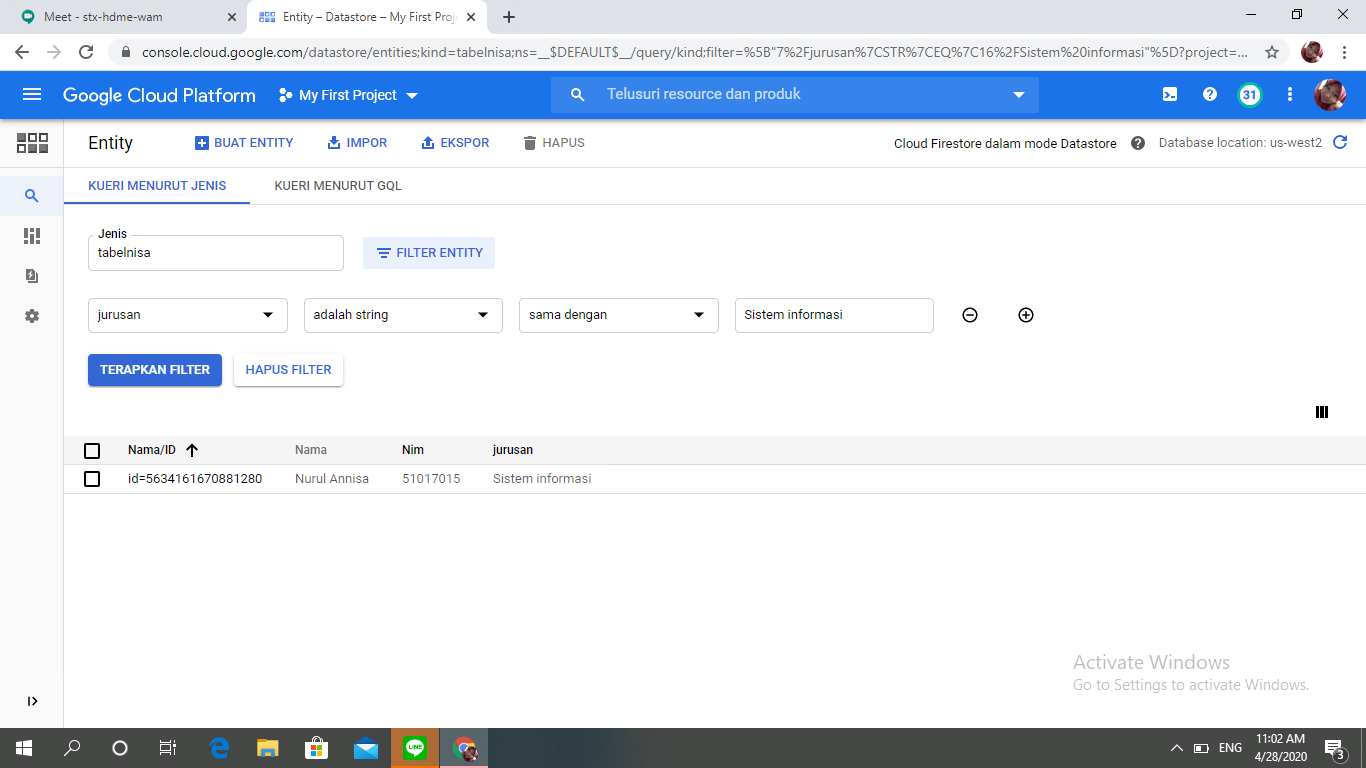 Meet - stx-hdme-wam
Entity – Datastore – My First Proj
console.cloud.google.com/datastore/entities;kind=tabelnisa;ns=__$DEFAULT$__/query/kind;filter=%5B"7%2Fjurusan%7CSTR%7CEQ%7C16%2FSistem%20informasi"%5D?project=...
Google Cloud Platform
My First Project
Telusuri resource dan produk
31
Entity
BUAT ENTITY
IMPOR
EKSPOR
HAPUS
Cloud Firestore dalam mode Datastore
Database location: us-west2
KUERI MENURUT JENIS
KUERI MENURUT GQL
Jenis
tabelnisa
FILTER ENTITY
jurusan
adalah string
sama dengan
Sistem informasi
TERAPKAN FILTER
HAPUS FILTER
Nama/ID Nama Nim jurusan
id=5634161670881280 Nurul Annisa 51017015 Sistem informasi
Activate Windows
Go to Settings to activate Windows.
LINE
ENG
11:02 AM
4/28/2020
3